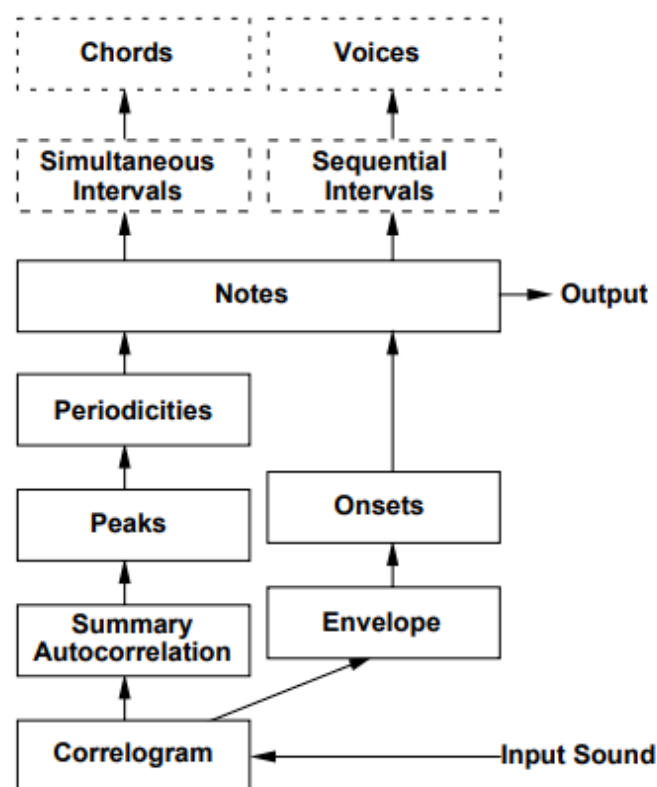 Chords
Voices
Simultaneous
Intervals
Sequential
Intervals
Notes
Output
Periodicities
Peaks
Onsets
Summary
Autocorrelation
Envelope
Correlogram
Input Sound